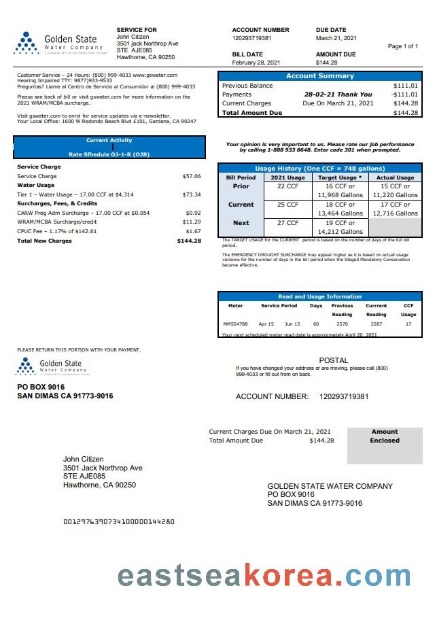 Golden State
Water Company
SERVICE FOR
John Citizen
3501 jack Northrop Ave
STE AJE085
Hawthorne, CA 90250
ACCOUNT NUMBER
120293719381
DUE DATE
March 21, 2021
Page 1 of 1
BILL DATE
February 28, 2021
AMOUNT DUE
$144.28
Customer Service – 24 Hours: (800) 999-4033 www.gswater.com
Hearing Impaired TTY: 9877)933-9533
Preguntas? Llame al Centro de Servicio al Consumidor al (800) 999-4033
Please see back of bill or visit gswater.com for more information on the
2021 WRAM/MCBA surcharge.
Visit gswater.com to enrol for service updates via e-newsletter.
Your Local Office: 1600 W Redondo Beach Blvd #101, Gardena, CA 90247
Account Summary
Previous Balance $111.01
Payments 28-02-21 Thank You –$111.01
Current Charges Due On March 21, 2021 $144.28
Total Amount Due $144.28
Current Activity
Rate Schedule OJ-1-R (OJB)
Service Charge
Service Charge $57.06
Water Usage
Tier 1 – Water Usage – 17.00 CCF at $4.314 $73.34
Surcharges, Fees, & Credits
CARW Prog Adm Surcharge – 17.00 CCF at $0.054 $0.92
WRAM/MCBA Surcharge/credit $11.29
CPUC Fee – 1.17% of $142.61 $1.67
Total New Charges $144.28
Your opinion is very important to us. Please rate our job performance
by calling 1-888 933 8648. Enter code 301 when prompted.
Usage History (One CCF = 748 gallons)
Bill Period 2021 Usage Target Usage * Actual Usage
Prior 22 CCF 16 CCF or 11,968 Gallons 15 CCF or 11,220 Gallons
Current 25 CCF 18 CCF or 13,464 Gallons 17 CCF or 12,716 Gallons
Next 27 CCF 19 CCF or 14,212 Gallons
The TARGET USAGE for the CURRENT period is based on the number of days of the bill
period.
The EMERGENCY DROUGHT SURCHARGE may appear higher as it is based on actual usage
variance for the number of days in the bill period when the Staged Mandatory Conservation
became effective.
Read and Usage Information
Meter Service Period Days Previous Reading Current Reading CCF Usage
Apr 15 Jun 13 60 2570 2587 17
Your next scheduled meter read date is approximately April 20, 2021
PLEASE RETURN THIS PORTION WITH YOUR PAYMENT.
Golden State
Water Company
PO BOX 9016
SAN DIMAS CA 91773-9016
POSTAL
If you have changed your address or are moving, please call (800)
999-4033 or fill out from on back.
ACCOUNT NUMBER: 120293719381
Current Charges Due On March 21, 2021
Total Amount Due $144.28
Amount
Enclosed
John Citizen
3501 Jack Northrop Ave
STE AJE085
Hawthorne, CA 90250
GOLDEN STATE WATER COMPANY
PO BOX 9016
SAN DIMAS CA 91773-9016
eastseakorea.com